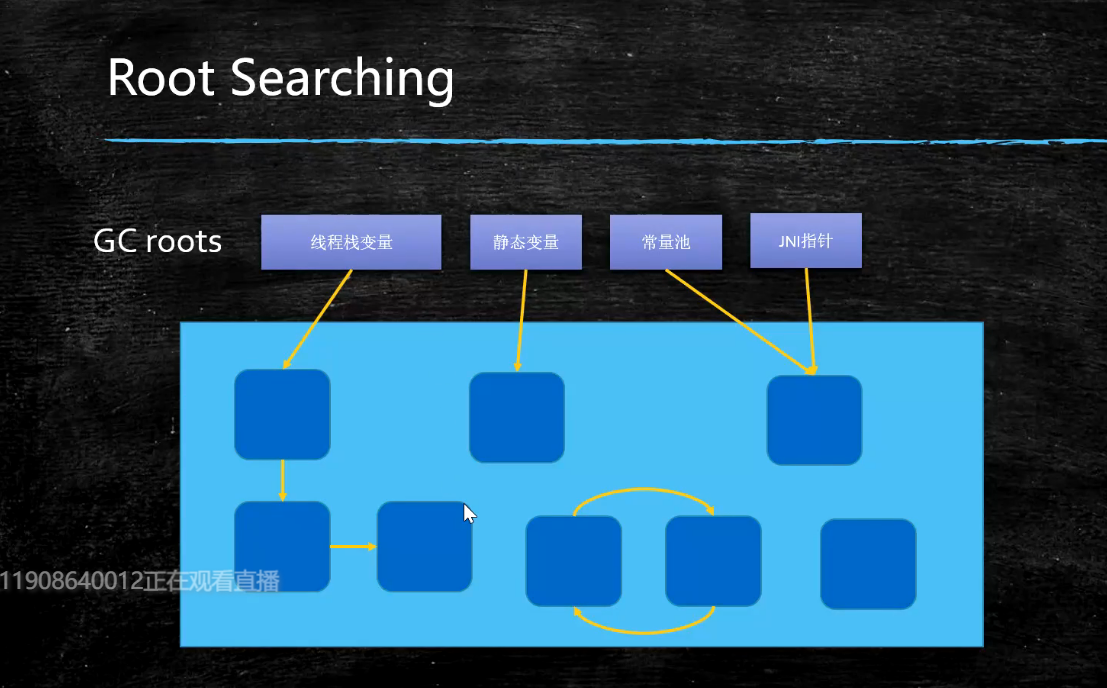 Root Searching
GC roots
线程栈变量
静态变量
常量池
JNI指针
11908640012正在观看直播